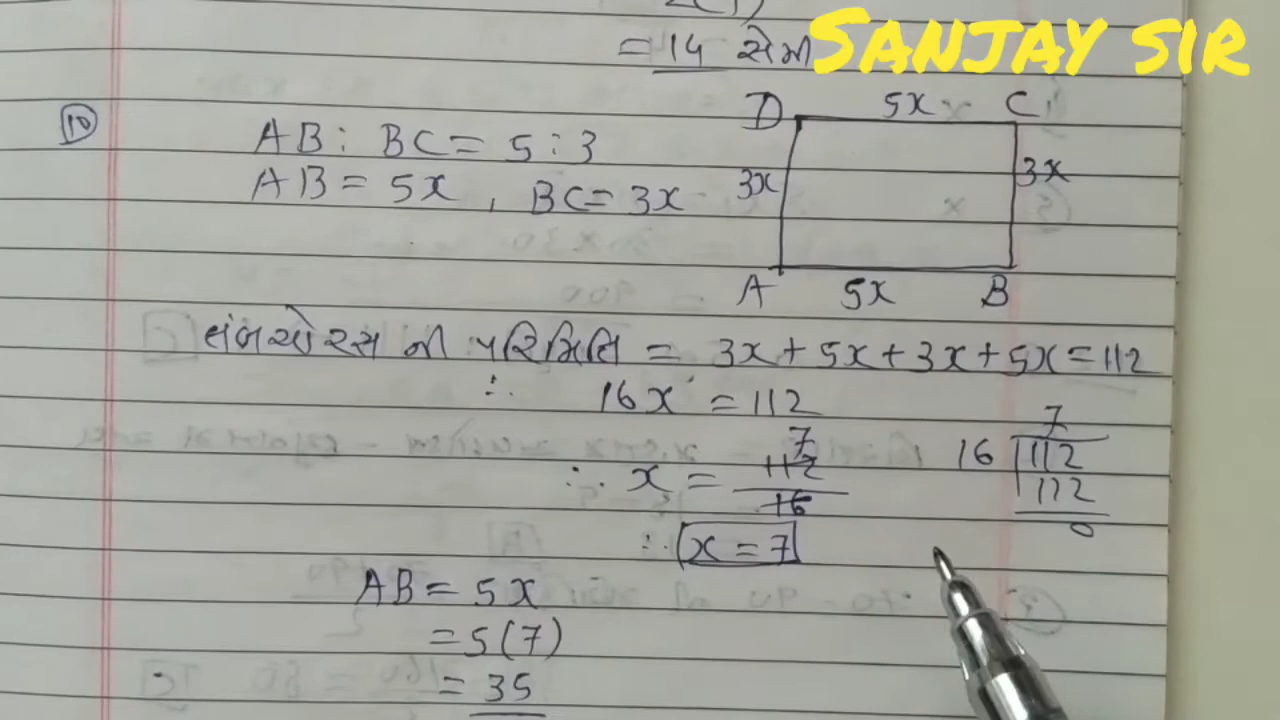 = 14 સેમી
SANJAY SIR
10
AB : BC = 5 : 3
AB = 5x , BC = 3x
D 5x C
3x 3x
A 5x B
લંબચોરસ ની પરિમિતિ = 3x + 5x + 3x + 5x = 112
∴ 16x = 112
7
∴ x = 112
16
7
16 112
112
0
∴ x = 7
AB = 5x
= 5(7)
= 35